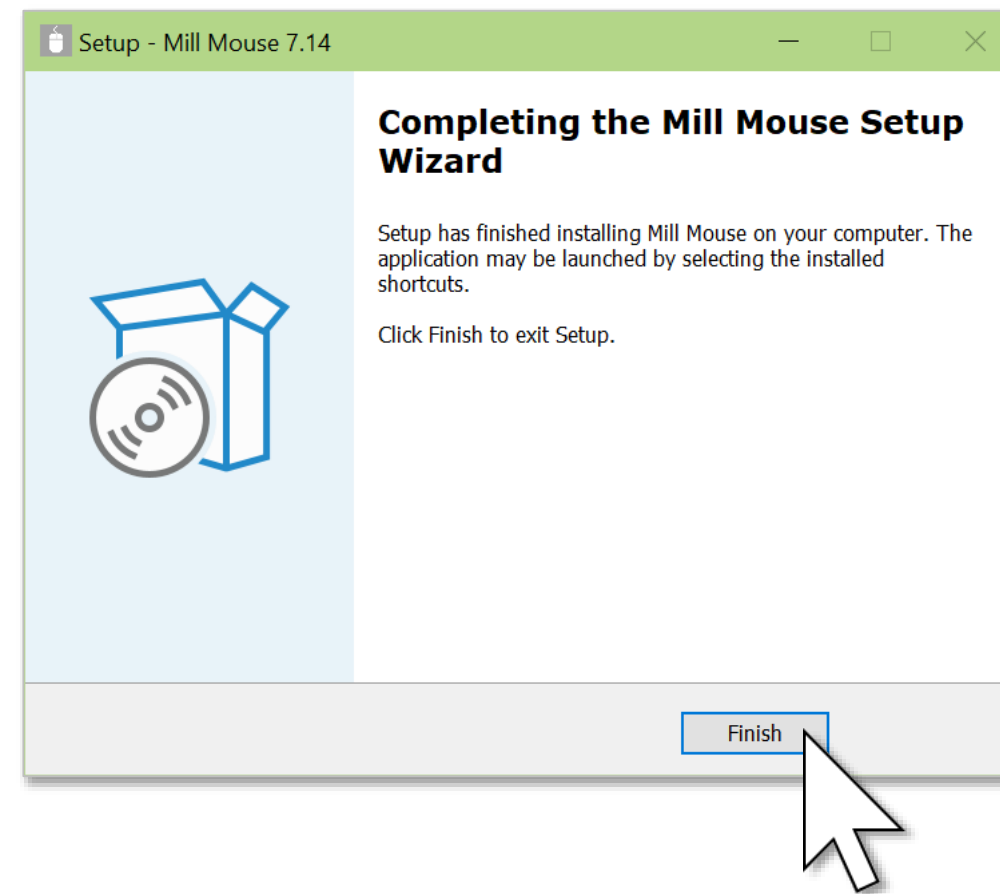 Setup - Mill Mouse 7.14
Completing the Mill Mouse Setup
Wizard
Setup has finished installing Mill Mouse on your computer. The
application may be launched by selecting the installed
shortcuts.
Click Finish to exit Setup.
Finish